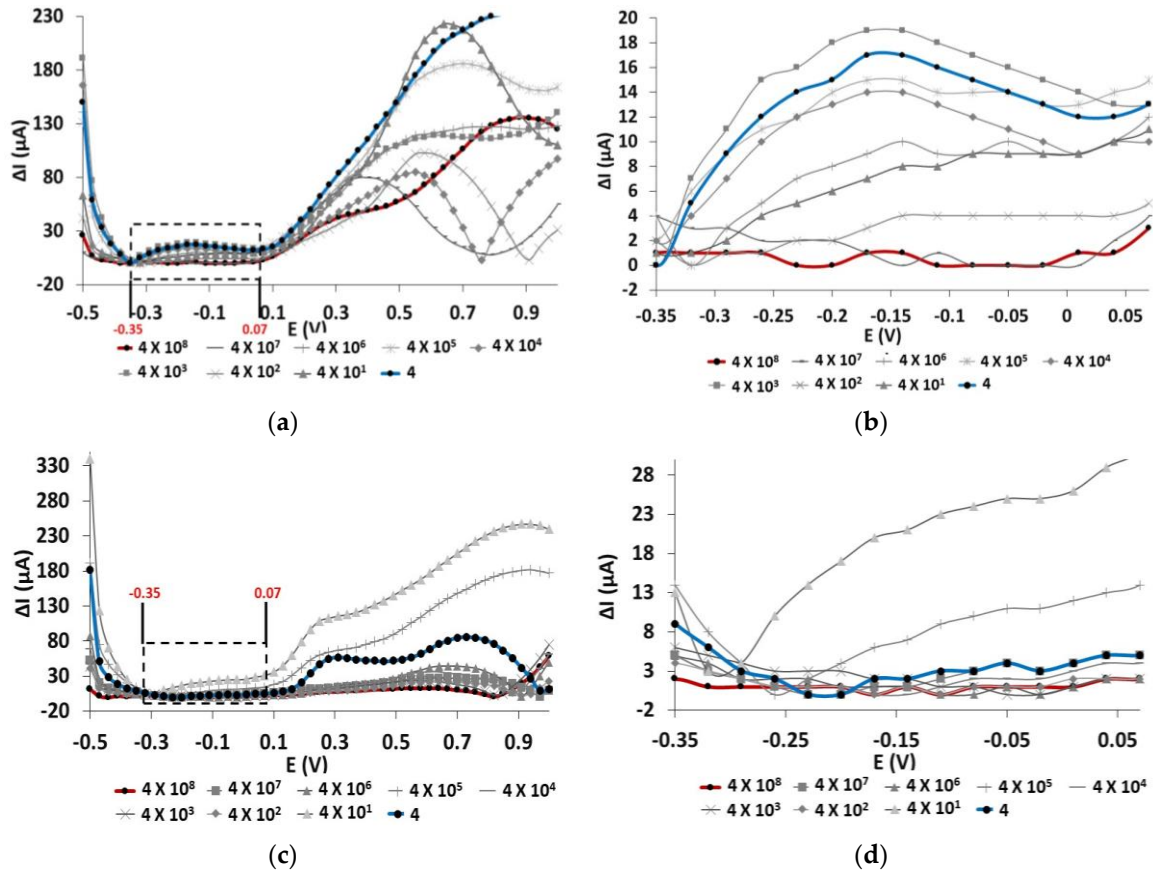 230
180
130
80
30
-20
ΔI (µA)
-0.5 -0.3 -0.1 0.1 0.3 0.5 0.7 0.9
-0.35 0.07
E (V)
4 X 10⁸ 4 X 10⁷ 4 X 10⁶ 4 X 10⁵ 4 X 10⁴
4 X 10³ 4 X 10² 4 X 10¹ 4
(a)
20
18
16
14
12
10
8
6
4
2
0
-2
ΔI (µA)
-0.35 -0.3 -0.25 -0.2 -0.15 -0.1 -0.05 0 0.05
E (V)
4 X 10⁸ 4 X 10⁷ 4 X 10⁶ 4 X 10⁵ 4 X 10⁴
4 X 10³ 4 X 10² 4 X 10¹ 4
(b)
330
280
230
180
130
80
30
-20
ΔI (µA)
-0.35 0.07
-0.5 -0.3 -0.1 0.1 0.3 0.5 0.7 0.9
E (V)
4 X 10⁸ 4 X 10⁷ 4 X 10⁶ 4 X 10⁵ 4 X 10⁴
4 X 10³ 4 X 10² 4 X 10¹ 4
(c)
28
23
18
13
8
3
-2
ΔI (µA)
-0.35 -0.25 -0.15 -0.05 0.05
E (V)
4 X 10⁸ 4 X 10⁷ 4 X 10⁶ 4 X 10⁵ 4 X 10⁴
4 X 10³ 4 X 10² 4 X 10¹ 4
(d)